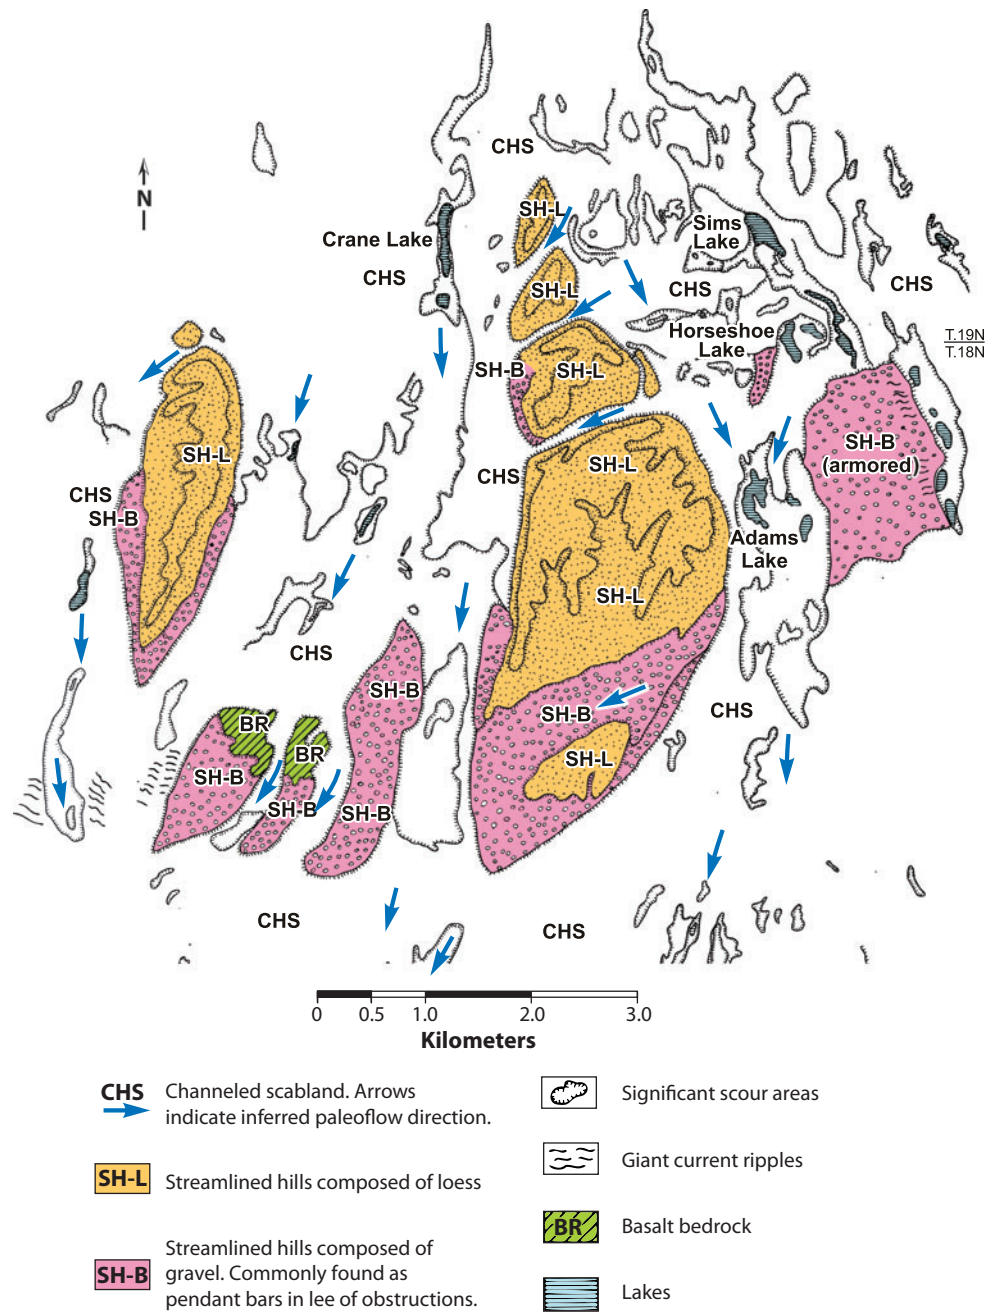 CHS
N
SH-L
Crane Lake
Sims
Lake
CHS
CHS
CHS
SH-L
Horseshoe
Lake
T.19N
T.18N
SH-B
SH-L
SH-L
SH-B
(armored)
SH-L
CHS
CHS
SH-B
Adams
Lake
SH-L
CHS
SH-B
CHS
SH-B
BR
BR
SH-L
SH-B
SH-B
SH-B
CHS
CHS
0 0.5 1.0 2.0 3.0
Kilometers
CHS Channeled scabland. Arrows
indicate inferred paleoflow direction.
SH-L Streamlined hills composed of loess
SH-B Streamlined hills composed of
gravel. Commonly found as
pendant bars in lee of obstructions.
Significant scour areas
Giant current ripples
BR Basalt bedrock
Lakes